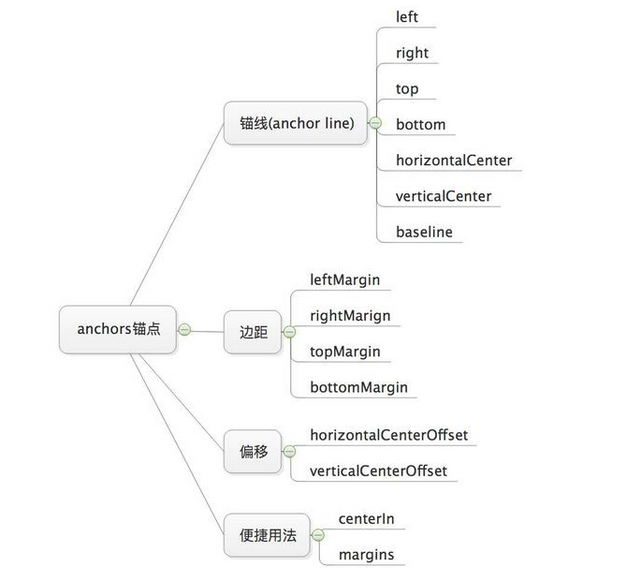 left
right
top
锚线(anchor line)
bottom
horizontalCenter
verticalCenter
baseline
leftMargin
anchors锚点
边距
rightMarign
topMargin
bottomMargin
偏移
horizontalCenterOffset
verticalCenterOffset
便捷用法
centerIn
margins